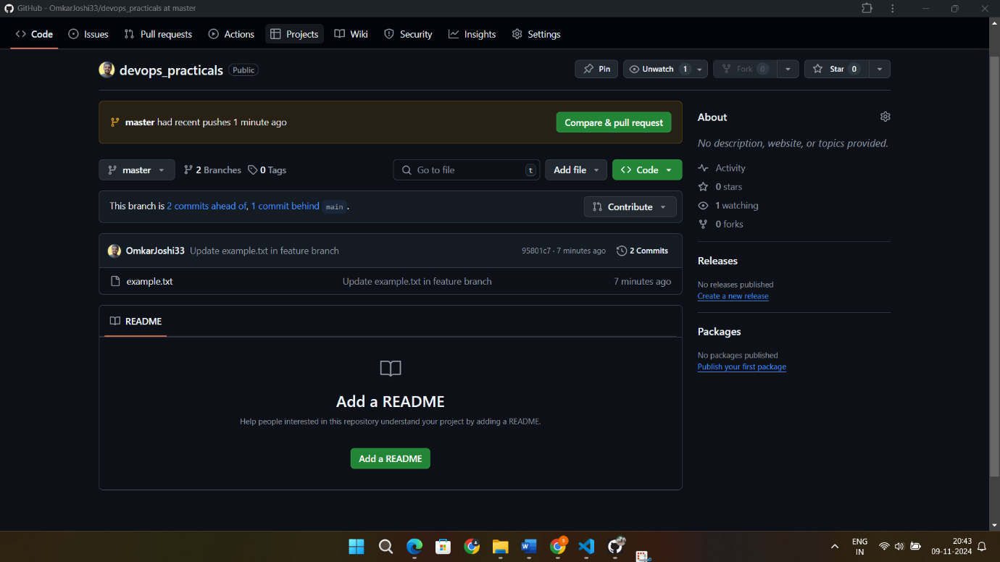 GitHub - OmkarJoshi33/devops_practicals at master
Code Issues Pull requests Actions Projects Wiki Security Insights Settings
devops_practicals Public Pin Unwatch 1 Fork 0 Star 0
master had recent pushes 1 minute ago Compare & pull request
master 2 Branches 0 Tags Go to file t Add file Code
This branch is 2 commits ahead of, 1 commit behind main . Contribute
OmkarJoshi33 Update example.txt in feature branch 95801c7 · 7 minutes ago 2 Commits
example.txt Update example.txt in feature branch 7 minutes ago
README
Add a README
Help people interested in this repository understand your project by adding a README.
Add a README
About
No description, website, or topics provided.
Activity
0 stars
1 watching
0 forks
Releases
No releases published
Create a new release
Packages
No packages published
Publish your first package
ENG
IN
20:43
09-11-2024